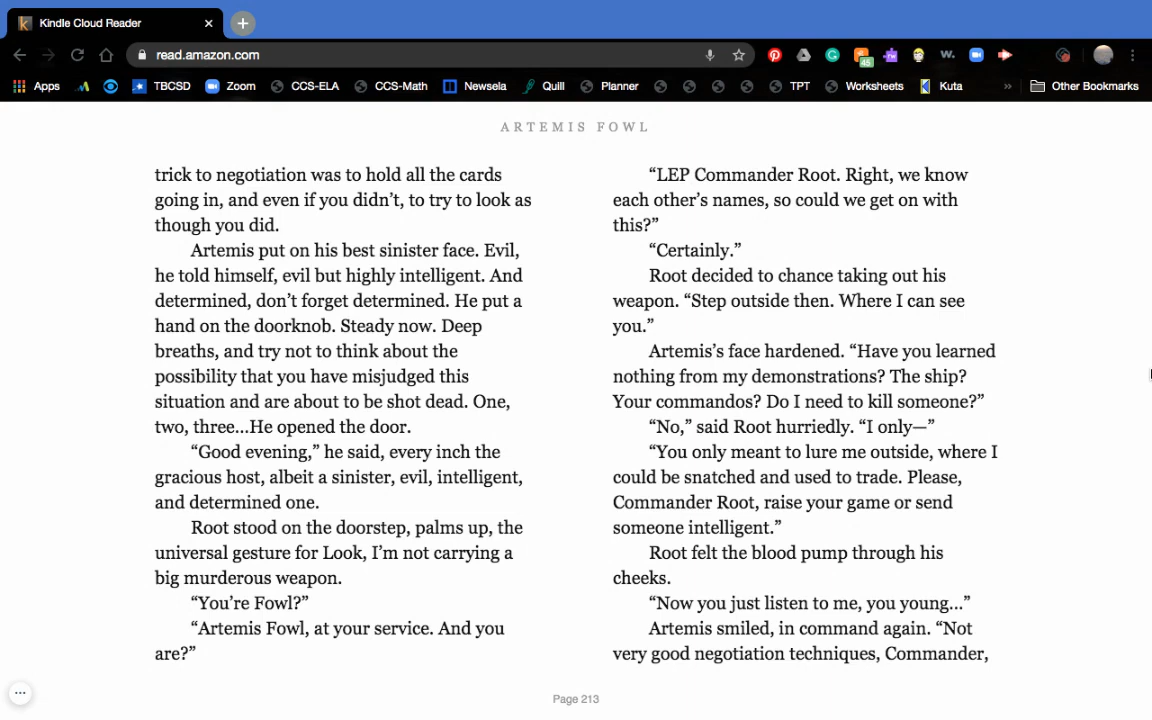 Kindle Cloud Reader
read.amazon.com
45
Apps
TBCSD
Zoom
CCS-ELA
CCS-Math
Newsela
Quill
Planner
TPT
Worksheets
Kuta
»
Other Bookmarks
ARTEMIS FOWL
trick to negotiation was to hold all the cards
going in, and even if you didn’t, to try to look as
though you did.
Artemis put on his best sinister face. Evil,
he told himself, evil but highly intelligent. And
determined, don’t forget determined. He put a
hand on the doorknob. Steady now. Deep
breaths, and try not to think about the
possibility that you have misjudged this
situation and are about to be shot dead. One,
two, three…He opened the door.
“Good evening,” he said, every inch the
gracious host, albeit a sinister, evil, intelligent,
and determined one.
Root stood on the doorstep, palms up, the
universal gesture for Look, I’m not carrying a
big murderous weapon.
“You’re Fowl?”
“Artemis Fowl, at your service. And you
are?”
“LEP Commander Root. Right, we know
each other’s names, so could we get on with
this?”
“Certainly.”
Root decided to chance taking out his
weapon. “Step outside then. Where I can see
you.”
Artemis’s face hardened. “Have you learned
nothing from my demonstrations? The ship?
Your commandos? Do I need to kill someone?”
“No,” said Root hurriedly. “I only—”
“You only meant to lure me outside, where I
could be snatched and used to trade. Please,
Commander Root, raise your game or send
someone intelligent.”
Root felt the blood pump through his
cheeks.
“Now you just listen to me, you young…”
Artemis smiled, in command again. “Not
very good negotiation techniques, Commander,
Page 213